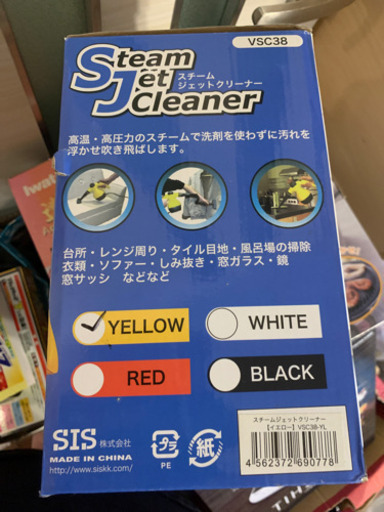 VSC38
Steam
Jet
Cleaner
スチーム
ジェットクリーナー
高温・高圧力のスチームで洗剤を使わずに汚れを
浮かせ吹き飛ばします。
台所・レンジ周り・タイル目地・風呂場の掃除
衣類・ソファー・しみ抜き・窓ガラス・鏡
窓サッシ などなど
YELLOW
WHITE
RED
BLACK
SIS 株式会社
MADE IN CHINA
http://www.siskk.com/
プラ
PE
紙
スチームジェットクリーナー
【イエロー】VSC38-YL
4 562372 690778
Iwat